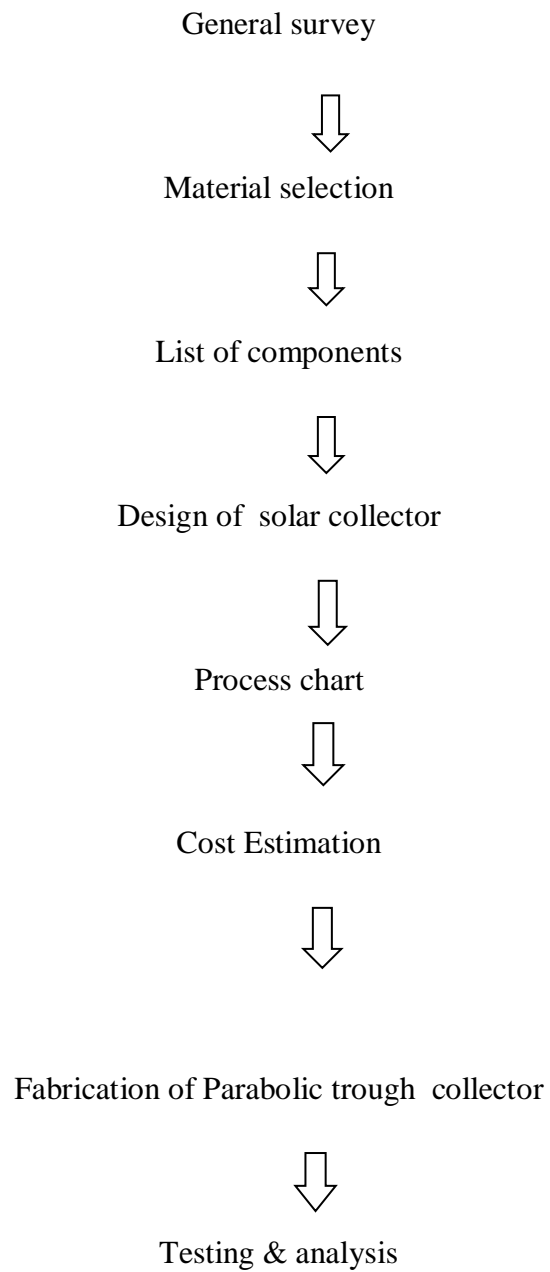 General survey
Material selection
List of components
Design of  solar collector
Process chart
Cost Estimation
Fabrication of Parabolic trough  collector
Testing & analysis